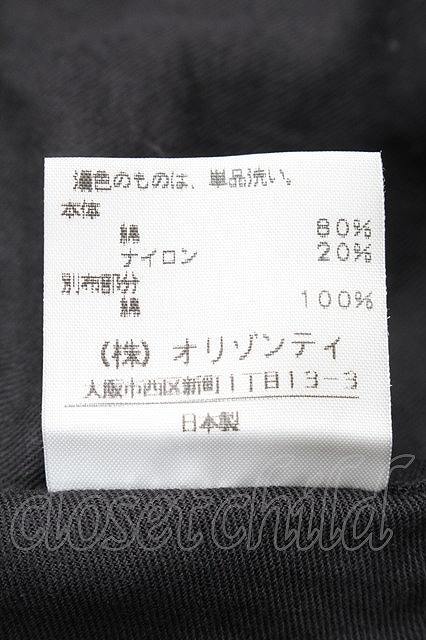 濃色のものは、単品洗い。
本体
綿 80%
ナイロン 20%
別布部分
綿 100%
(株) オリゾンティ
大阪市西区新町1丁目13-3
日本製
closet child